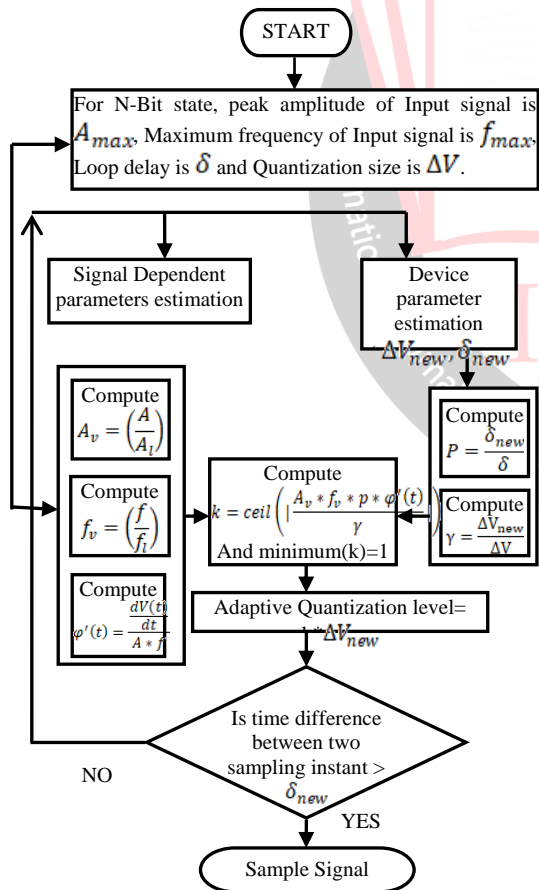 START
For N-Bit state, peak amplitude of Input signal is
A_max, Maximum frequency of Input signal is f_max,
Loop delay is δ and Quantization size is ΔV.
Signal Dependent
parameters estimation
Device
parameter
estimation
ΔV_new, δ_new
Compute
A_v = (A/A_l)
Compute
f_v = (f/f_l)
Compute
φ'(t) = (dV(t)/dt)/(A * f)
Compute
k = ceil(|A_v * f_v * p * φ'(t)/γ|)
And minimum(k)=1
Compute
P = δ_new/δ
Compute
γ = ΔV_new/ΔV
Adaptive Quantization level=
* ΔV_new
Is time difference
between two
sampling instant >
δ_new
NO
YES
Sample Signal